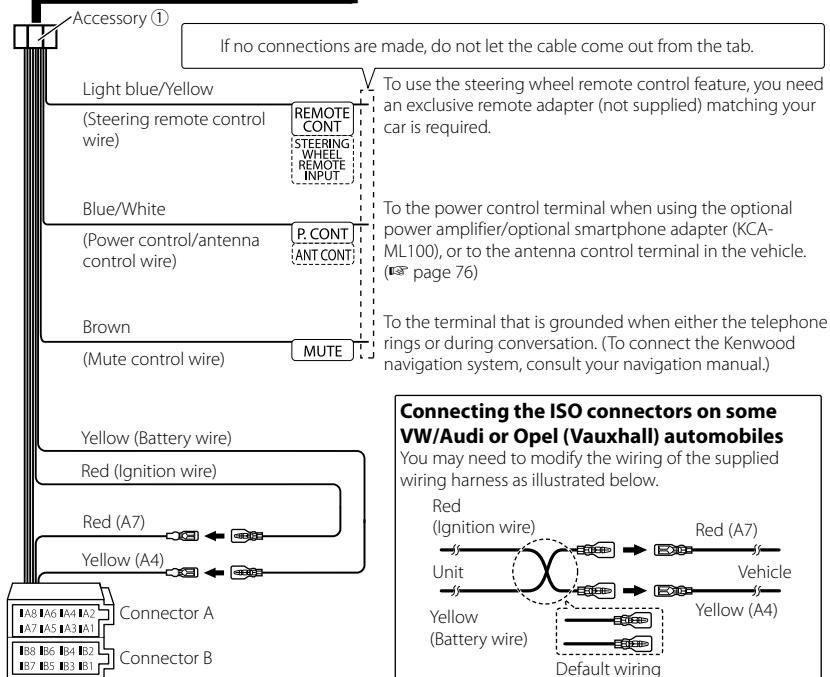 Accessory ①
If no connections are made, do not let the cable come out from the tab.
Light blue/Yellow
(Steering remote control
wire)
REMOTE
CONT
STEERING
WHEEL
REMOTE
INPUT
To use the steering wheel remote control feature, you need
an exclusive remote adapter (not supplied) matching your
car is required.
Blue/White
(Power control/antenna
control wire)
P. CONT
ANT CONT
To the power control terminal when using the optional
power amplifier/optional smartphone adapter (KCA-
ML100), or to the antenna control terminal in the vehicle.
(☞ page 76)
Brown
(Mute control wire)
MUTE
To the terminal that is grounded when either the telephone
rings or during conversation. (To connect the Kenwood
navigation system, consult your navigation manual.)
Yellow (Battery wire)
Red (Ignition wire)
Red (A7)
Yellow (A4)
A8 A6 A4 A2
A7 A5 A3 A1
Connector A
B8 B6 B4 B2
B7 B5 B3 B1
Connector B
Connecting the ISO connectors on some
VW/Audi or Opel (Vauxhall) automobiles
You may need to modify the wiring of the supplied
wiring harness as illustrated below.
Red
(Ignition wire)
Red (A7)
Unit
Vehicle
Yellow
(Battery wire)
Yellow (A4)
Default wiring